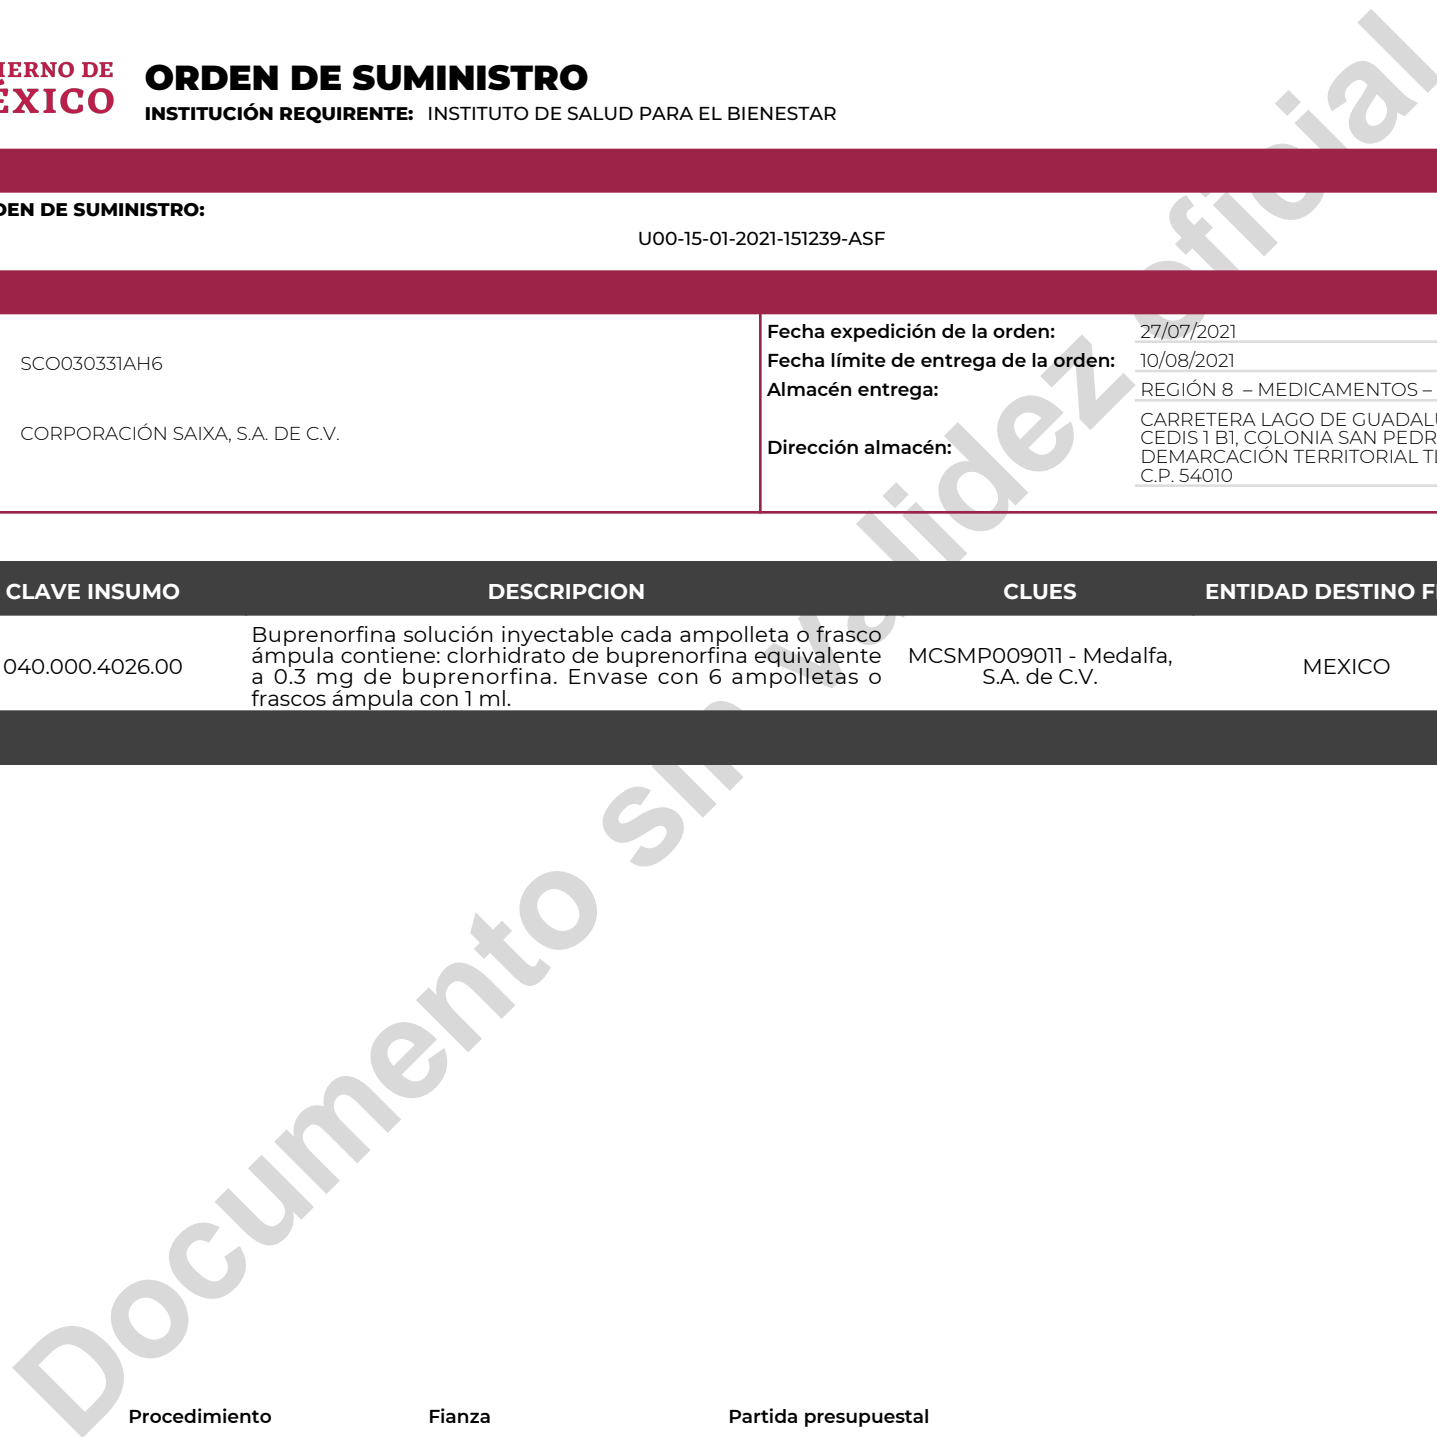 IERNO DE
ÉXICO
ORDEN DE SUMINISTRO
INSTITUCIÓN REQUIRENTE: INSTITUTO DE SALUD PARA EL BIENESTAR
DEN DE SUMINISTRO:
U00-15-01-2021-151239-ASF
SCO030331AH6
CORPORACIÓN SAIXA, S.A. DE C.V.
Fecha expedición de la orden: 27/07/2021
Fecha límite de entrega de la orden: 10/08/2021
Almacén entrega: REGIÓN 8 – MEDICAMENTOS –
Dirección almacén:
CARRETERA LAGO DE GUADALU
CEDIS 1 B1, COLONIA SAN PEDR
DEMARCACIÓN TERRITORIAL TL
C.P. 54010
CLAVE INSUMO DESCRIPCION CLUES ENTIDAD DESTINO FI
040.000.4026.00
Buprenorfina solución inyectable cada ampolleta o frasco
ámpula contiene: clorhidrato de buprenorfina equivalente
a 0.3 mg de buprenorfina. Envase con 6 ampolletas o
frascos ámpula con 1 ml.
MCSMP009011 - Medalfa,
S.A. de C.V.
MEXICO
Documento sin validez oficial
Procedimiento Fianza Partida presupuestal